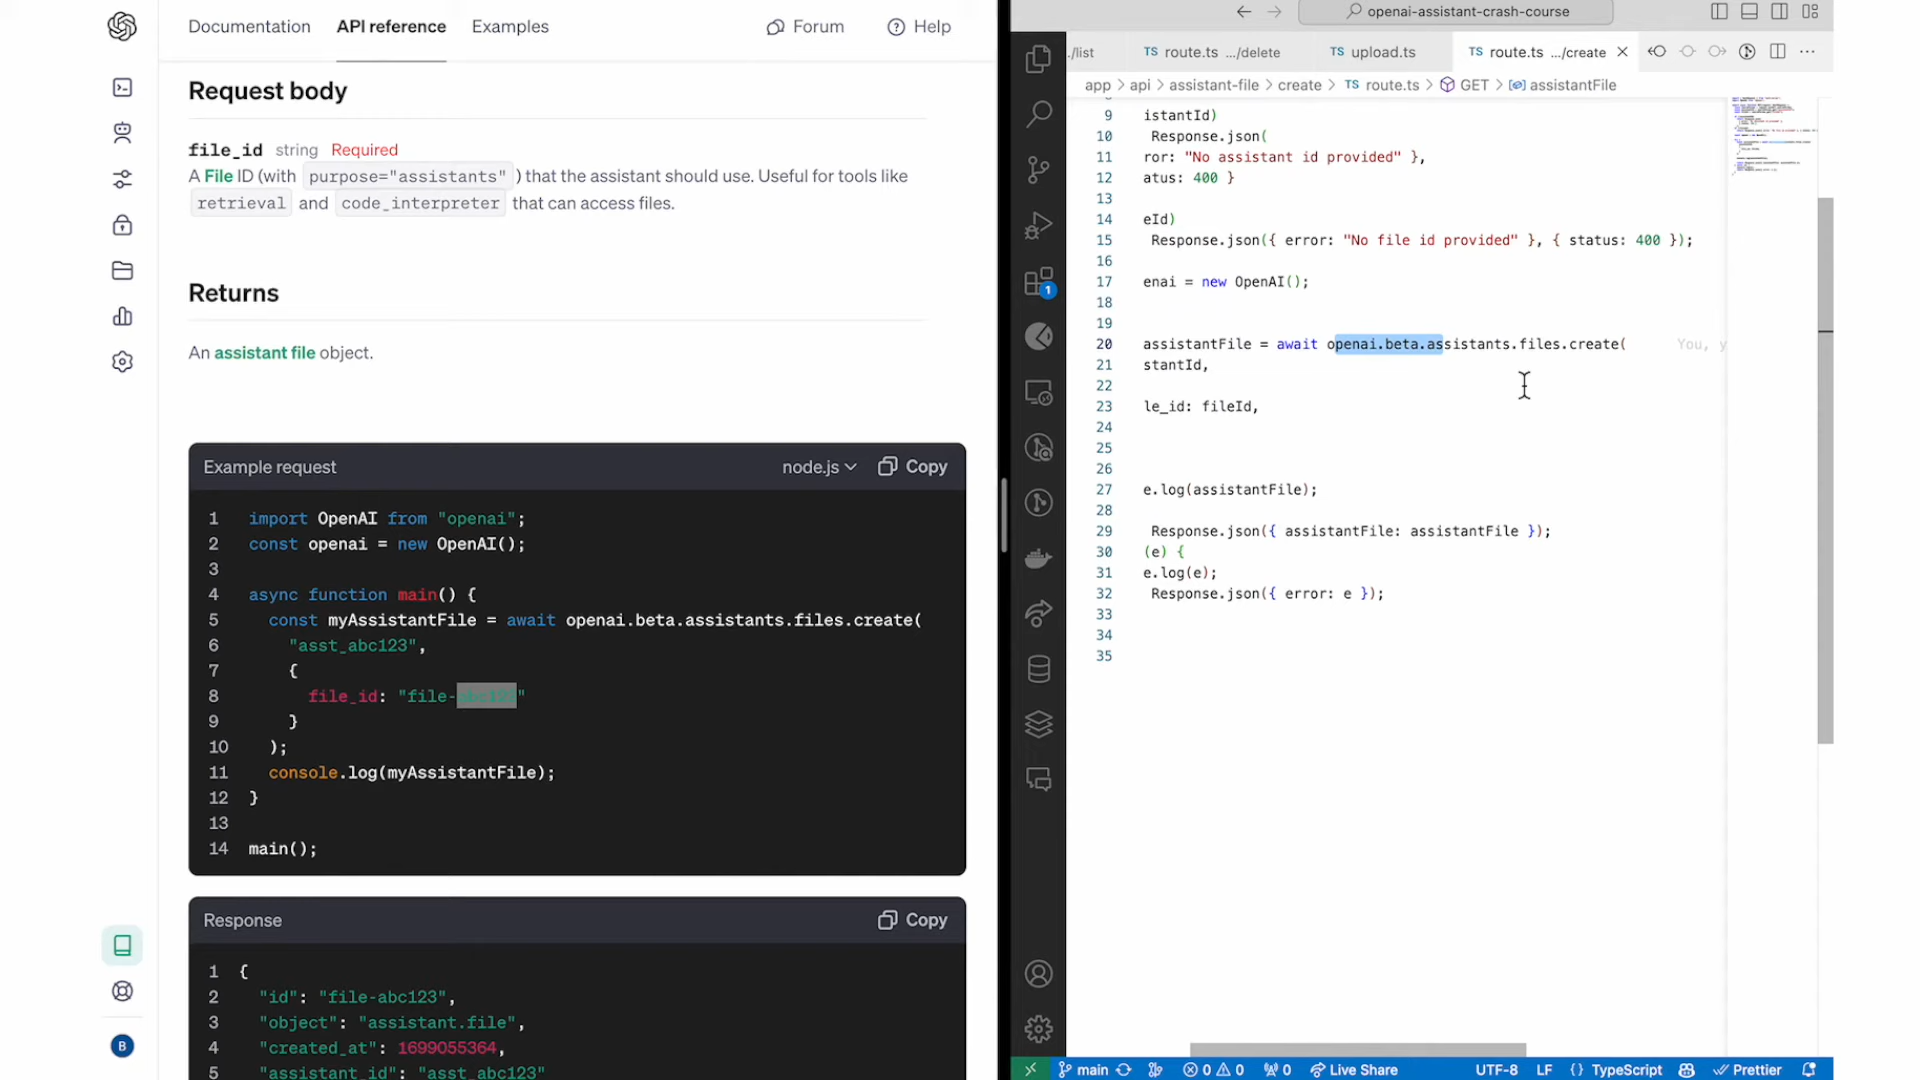 Documentation
API reference
Examples
Forum
Help
Request body
file_id string Required
A File ID (with purpose="assistants" ) that the assistant should use. Useful for tools like
retrieval and code_interpreter that can access files.
Returns
An assistant file object.
Example request
node.js
Copy
1 import OpenAI from "openai";
2 const openai = new OpenAI();
3
4 async function main() {
5 const myAssistantFile = await openai.beta.assistants.files.create(
6 "asst_abc123",
7 {
8 file_id: "file-abc123"
9 }
10 );
11 console.log(myAssistantFile);
12 }
13
14 main();
Response
Copy
1 {
2 "id": "file-abc123",
3 "object": "assistant.file",
4 "created_at": 1699055364,
5 "assistant_id": "asst_abc123"
B
openai-assistant-crash-course
./list
TS route.ts .../delete
TS upload.ts
TS route.ts .../create
app > api > assistant-file > create > TS route.ts > GET > assistantFile
1
9 istantId)
10 Response.json(
11 ror: "No assistant id provided" },
12 atus: 400 }
13
14 eId)
15 Response.json({ error: "No file id provided" }, { status: 400 });
16
17 enai = new OpenAI();
18
19
20 assistantFile = await openai.beta.assistants.files.create( You, y
21 stantId,
22
23 le_id: fileId,
24
25
26
27 e.log(assistantFile);
28
29 Response.json({ assistantFile: assistantFile });
30 (e) {
31 e.log(e);
32 Response.json({ error: e });
33
34
35
main
0 0
0
Live Share
UTF-8
LF
{} TypeScript
Prettier